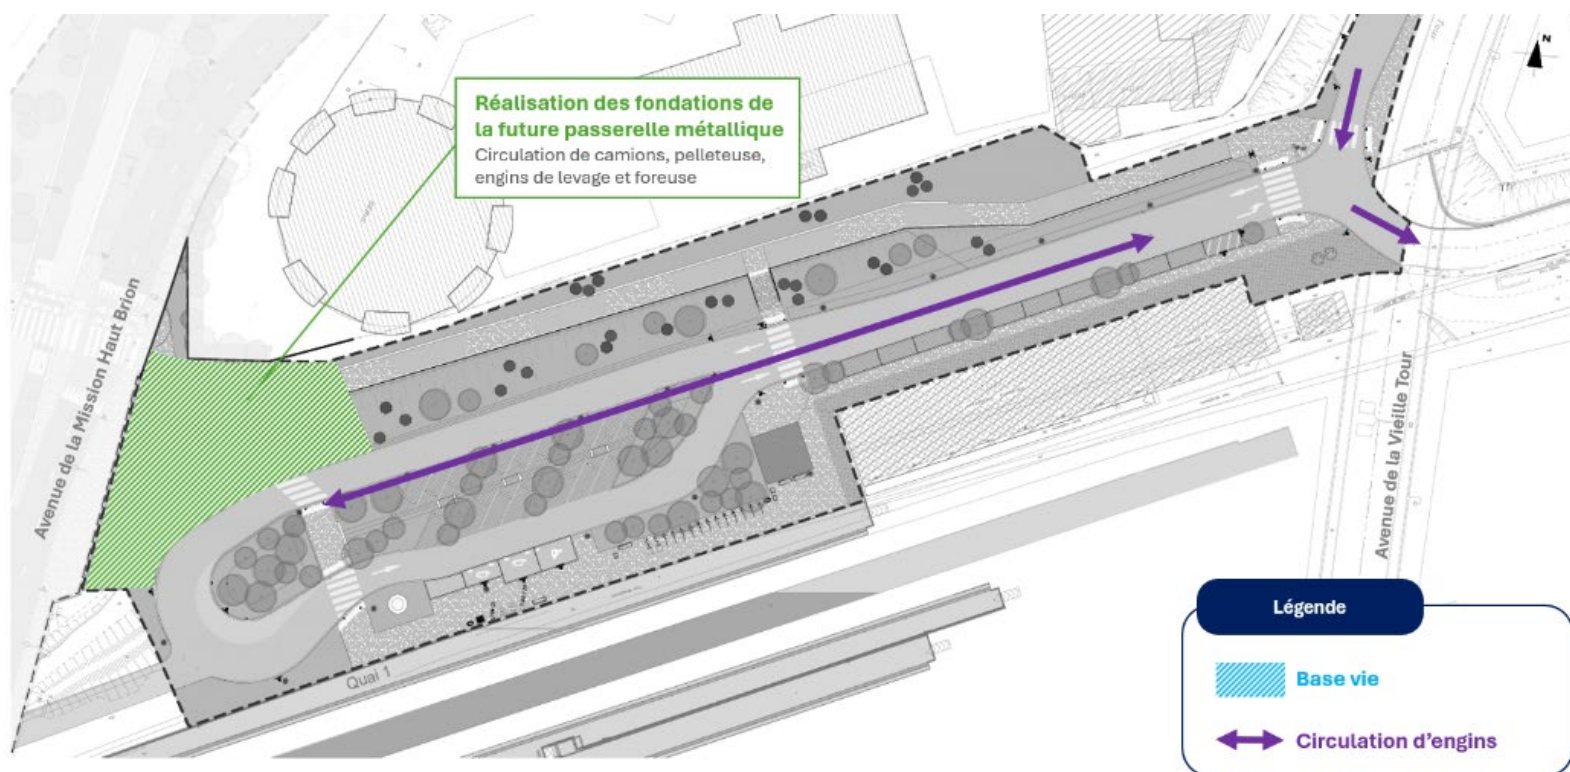 N
Réalisation des fondations de
la future passerelle métallique
Circulation de camions, pelleteuse,
engins de levage et foreuse
Avenue de la Mission Haut Brion
Avenue de la Vieille Tour
Quai 1
Légende
Base vie
Circulation d'engins